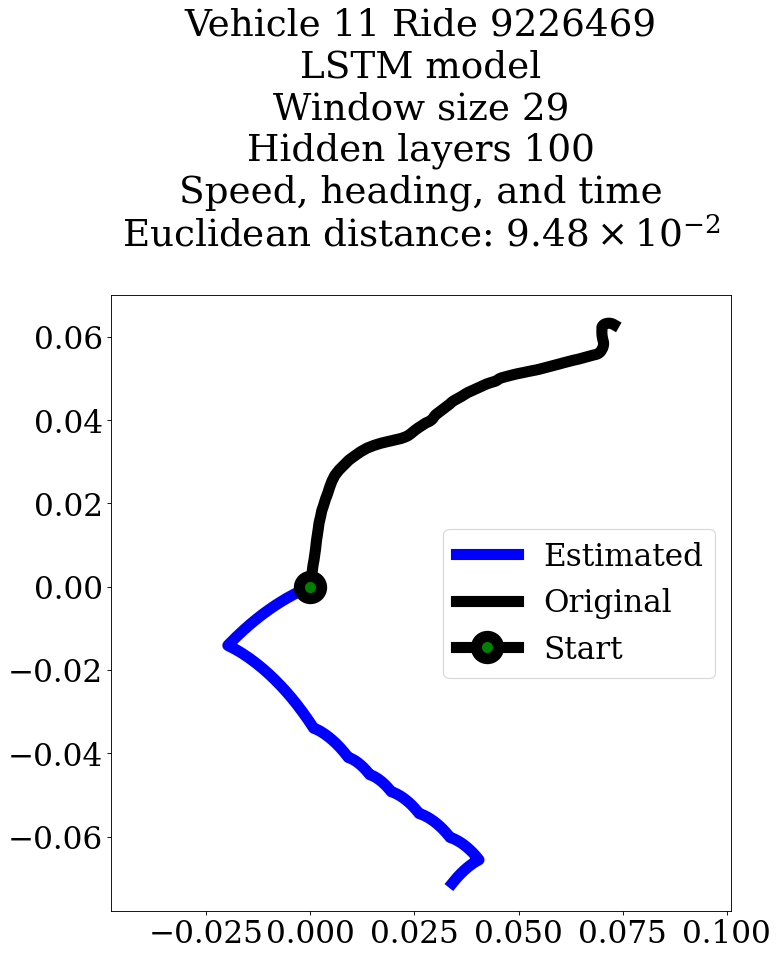 Vehicle 11 Ride 9226469
LSTM model
Window size 29
Hidden layers 100
Speed, heading, and time
Euclidean distance: 9.48 × 10⁻²
0.06
0.04
0.02
0.00
−0.02
−0.04
−0.06
Estimated
Original
Start
−0.025 0.000 0.025 0.050 0.075 0.100